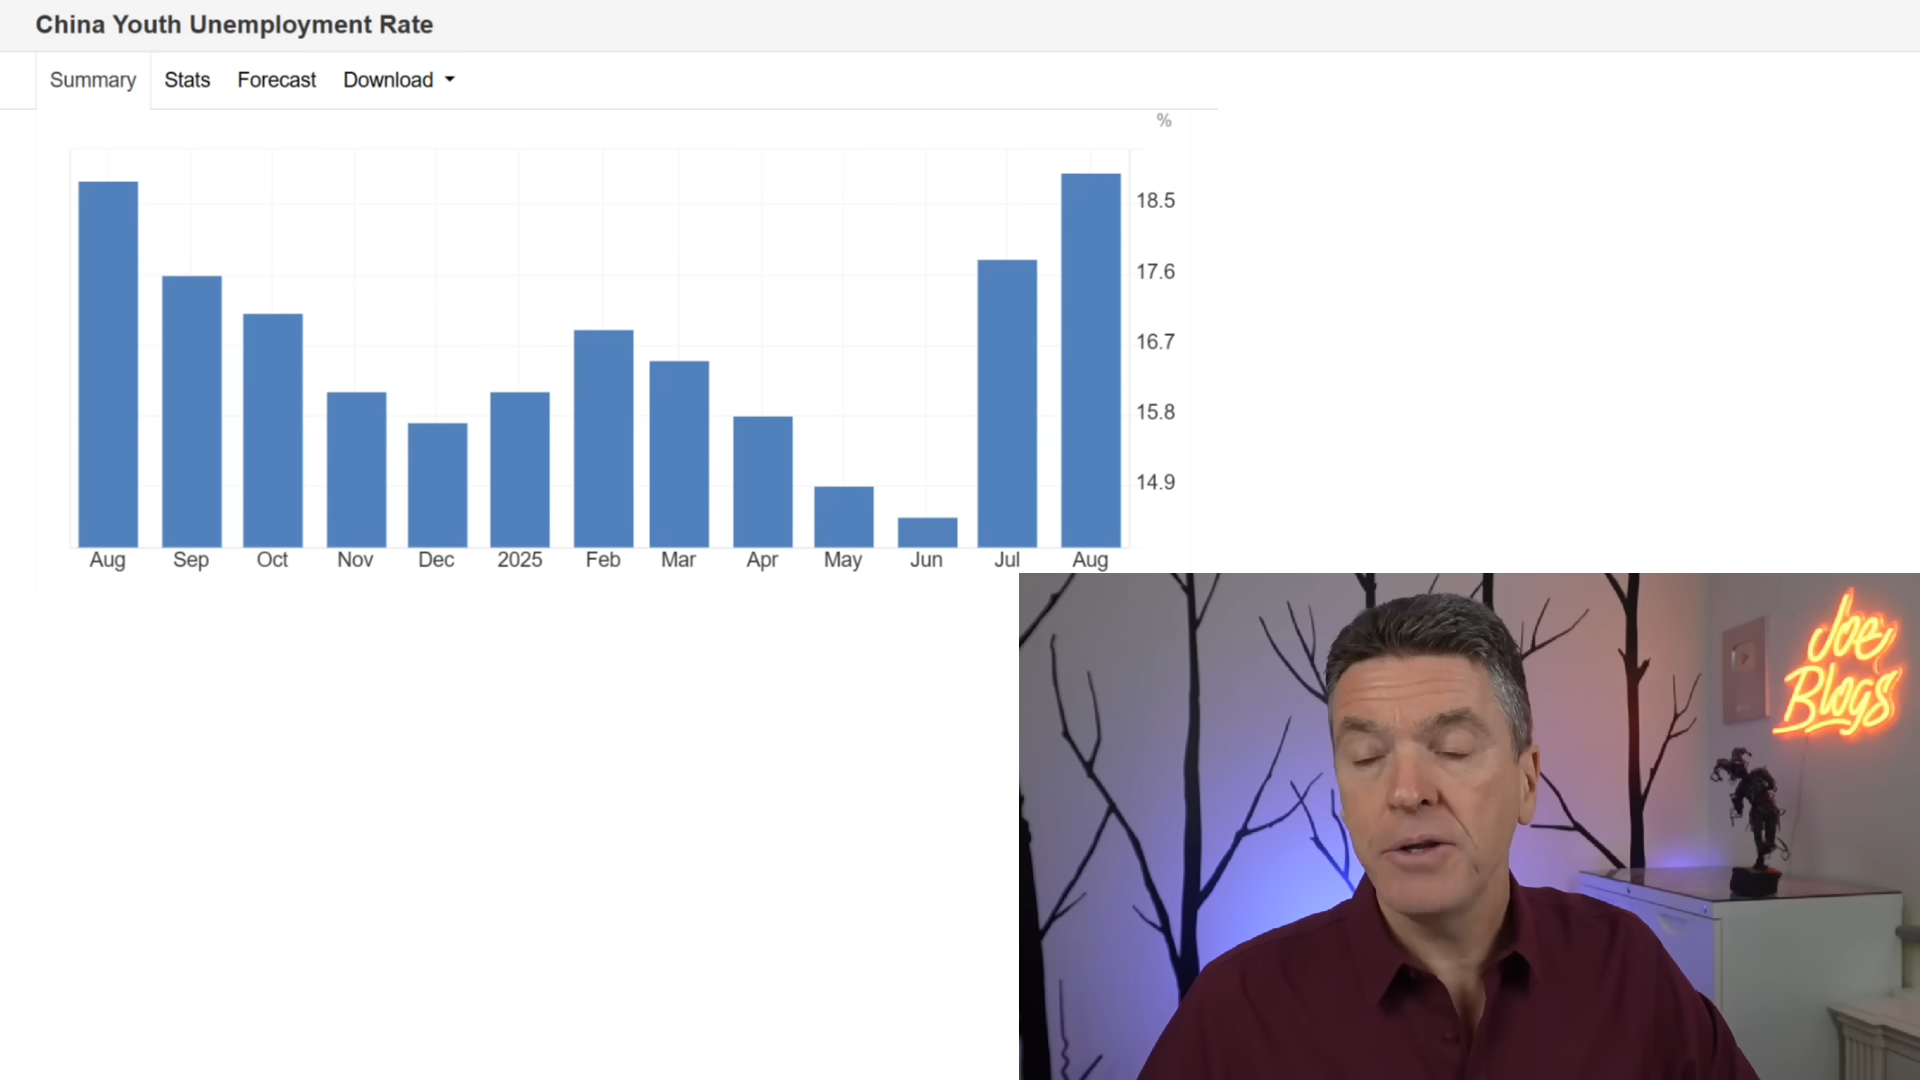 China Youth Unemployment Rate
Summary Stats Forecast Download
%
18.5
17.6
16.7
15.8
14.9
Aug Sep Oct Nov Dec 2025 Feb Mar Apr May Jun Jul Aug
Joe
Blogs